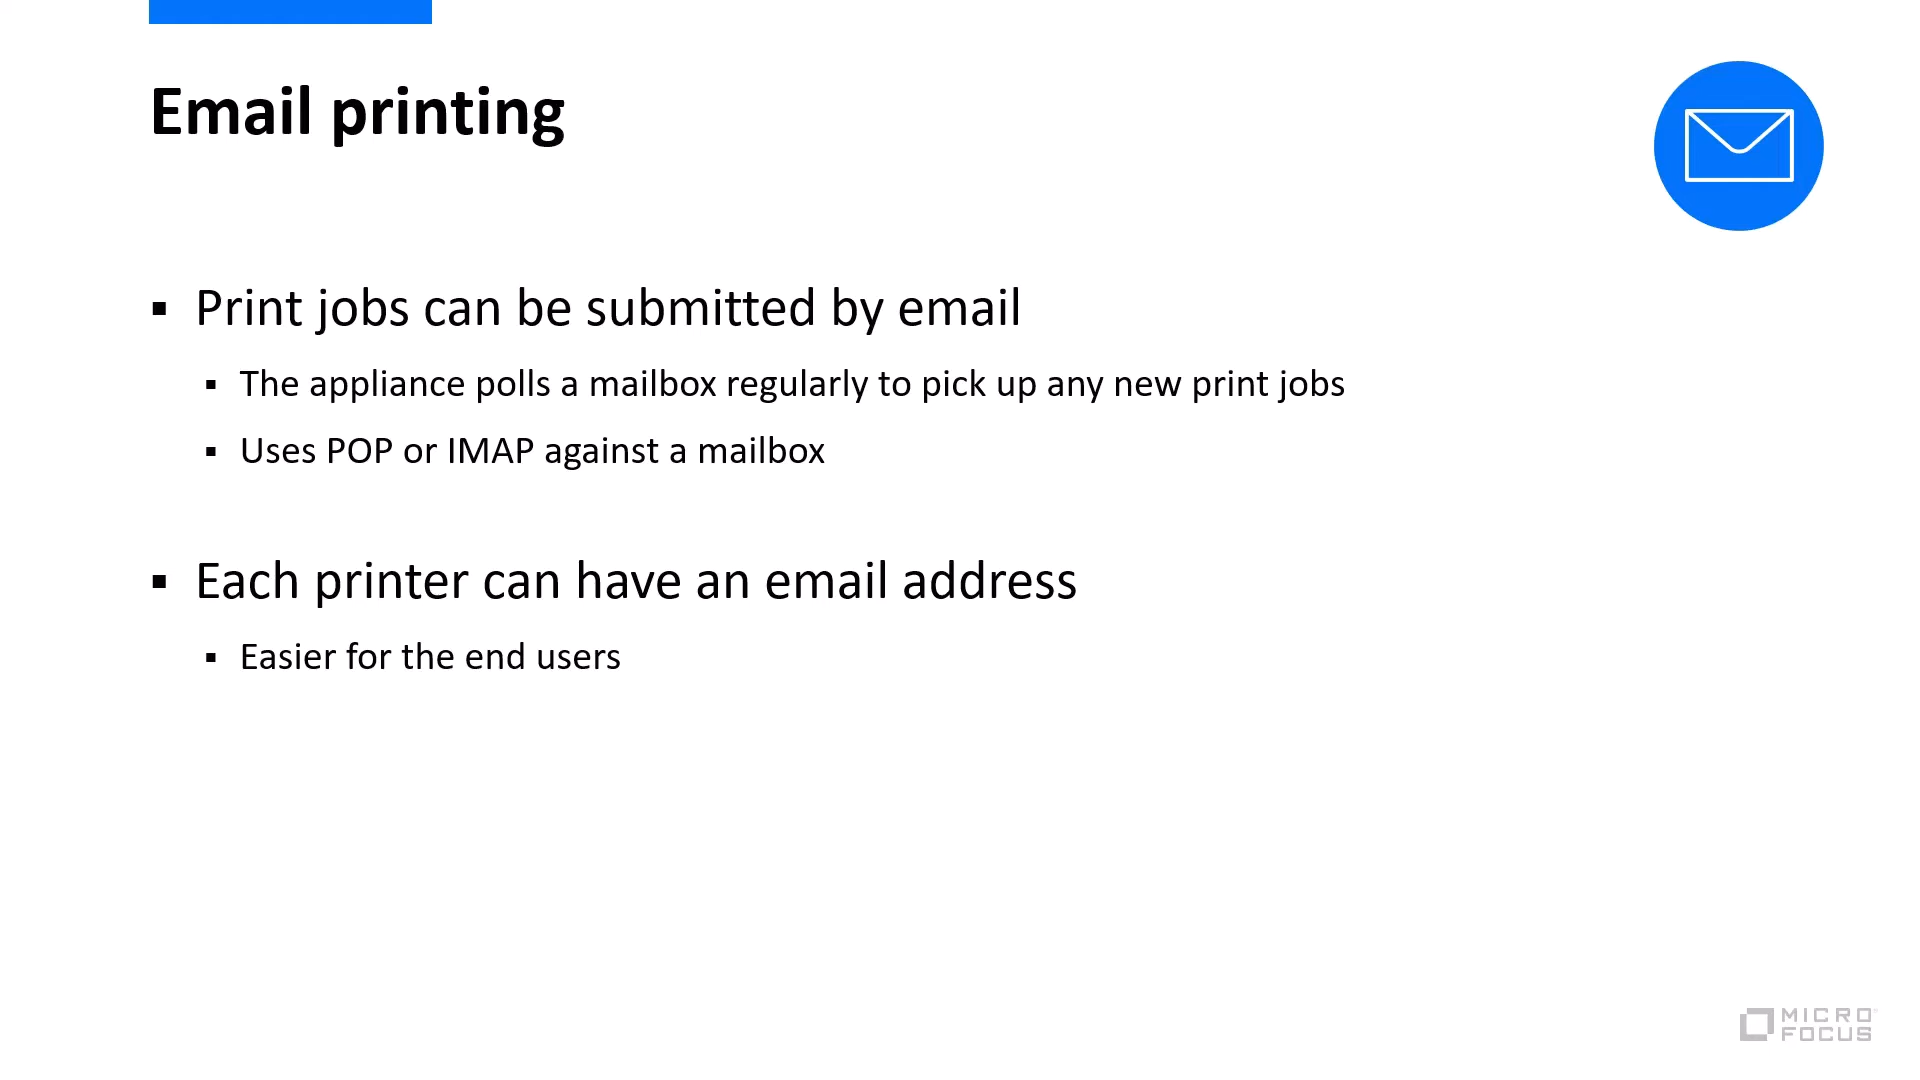 Email printing
▪ Print jobs can be submitted by email
▪ The appliance polls a mailbox regularly to pick up any new print jobs
▪ Uses POP or IMAP against a mailbox
▪ Each printer can have an email address
▪ Easier for the end users
MICRO
FOCUS